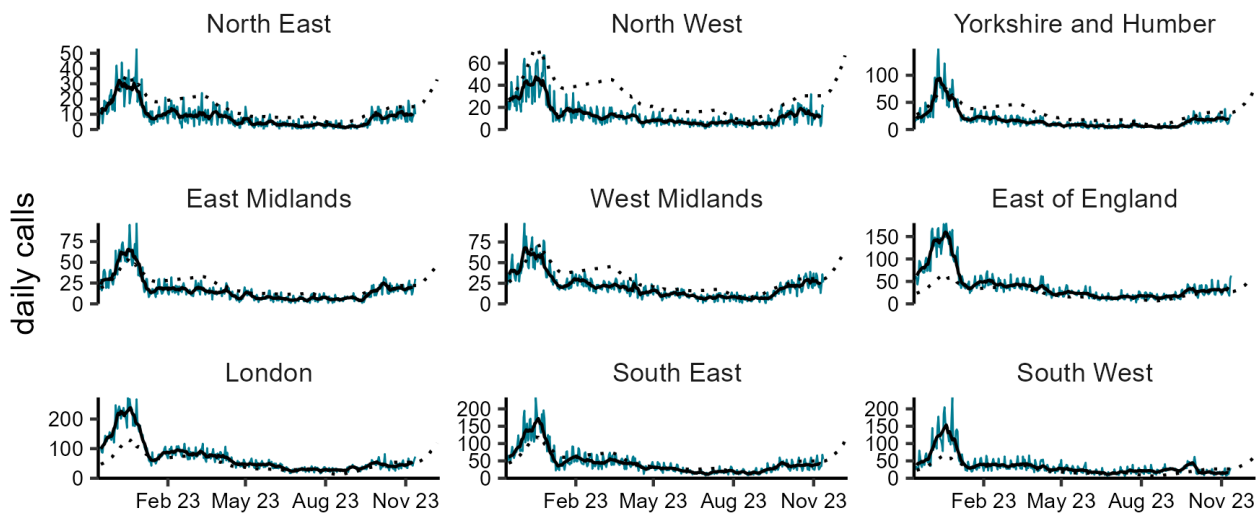 North East
North West
Yorkshire and Humber
50
40
30
20
10
0
60
40
20
0
100
50
0
daily calls
East Midlands
West Midlands
East of England
75
50
25
0
75
50
25
0
150
100
50
0
London
South East
South West
200
100
0
200
150
100
50
0
200
150
100
50
0
Feb 23 May 23 Aug 23 Nov 23
Feb 23 May 23 Aug 23 Nov 23
Feb 23 May 23 Aug 23 Nov 23